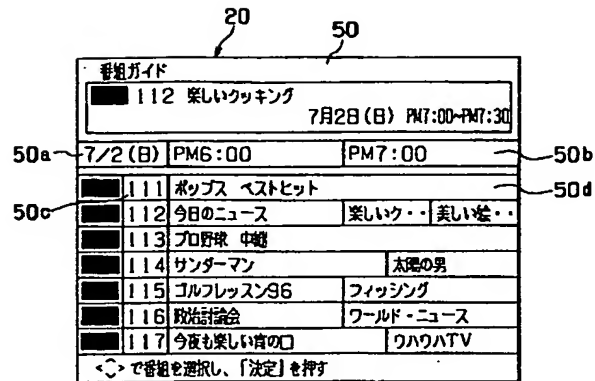 20
50
番組ガイド
112 楽しいクッキング
7月2日(日) PM7:00~PM7:30
50a 7/2(日) PM6:00 PM7:00 50b
111 ポップス ベストヒット 50d
50c 112 今日のニュース 楽しいク・・ 美しい絵・・
113 プロ野球 中継
114 サンダーマン 太陽の男
115 ゴルフレッスン96 フィッシング
116 政治討論会 ワールド・ニュース
117 今夜も楽しい宵の口 ウハウハTV
で番組を選択し、「決定」を押す